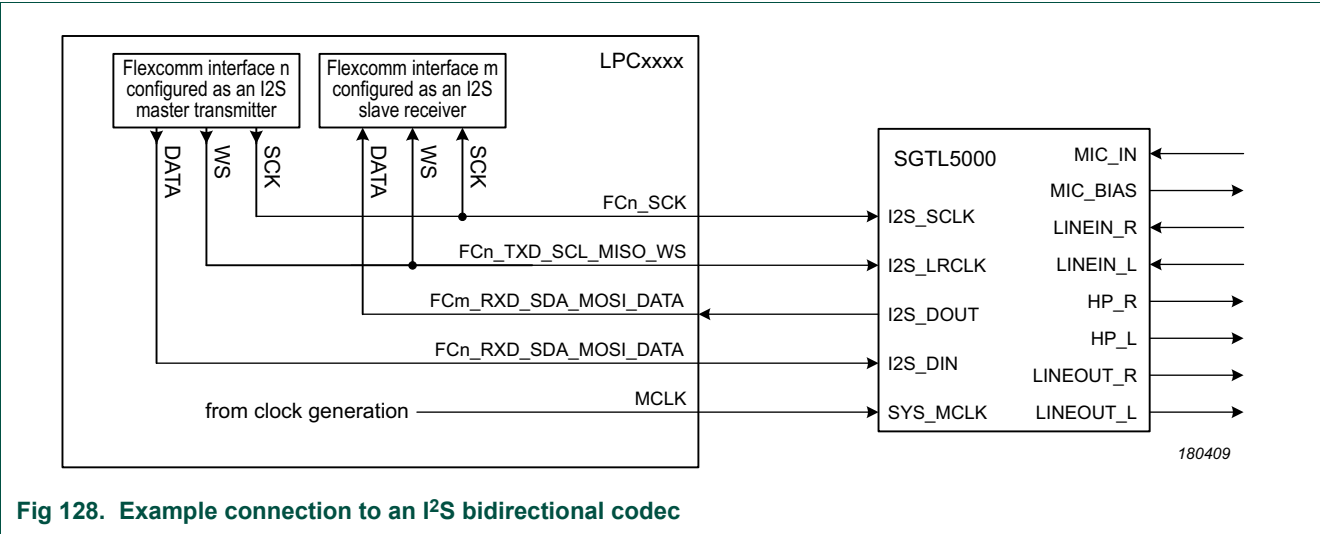 LPCxxxx
Flexcomm interface n
configured as an I2S
master transmitter
Flexcomm interface m
configured as an I2S
slave receiver
DATA
WS
SCK
DATA
WS
SCK
FCn_SCK
FCn_TXD_SCL_MISO_WS
FCm_RXD_SDA_MOSI_DATA
FCn_RXD_SDA_MOSI_DATA
from clock generation
MCLK
SGTL5000
I2S_SCLK
I2S_LRCLK
I2S_DOUT
I2S_DIN
SYS_MCLK
MIC_IN
MIC_BIAS
LINEIN_R
LINEIN_L
HP_R
HP_L
LINEOUT_R
LINEOUT_L
180409
Fig 128. Example connection to an I²S bidirectional codec